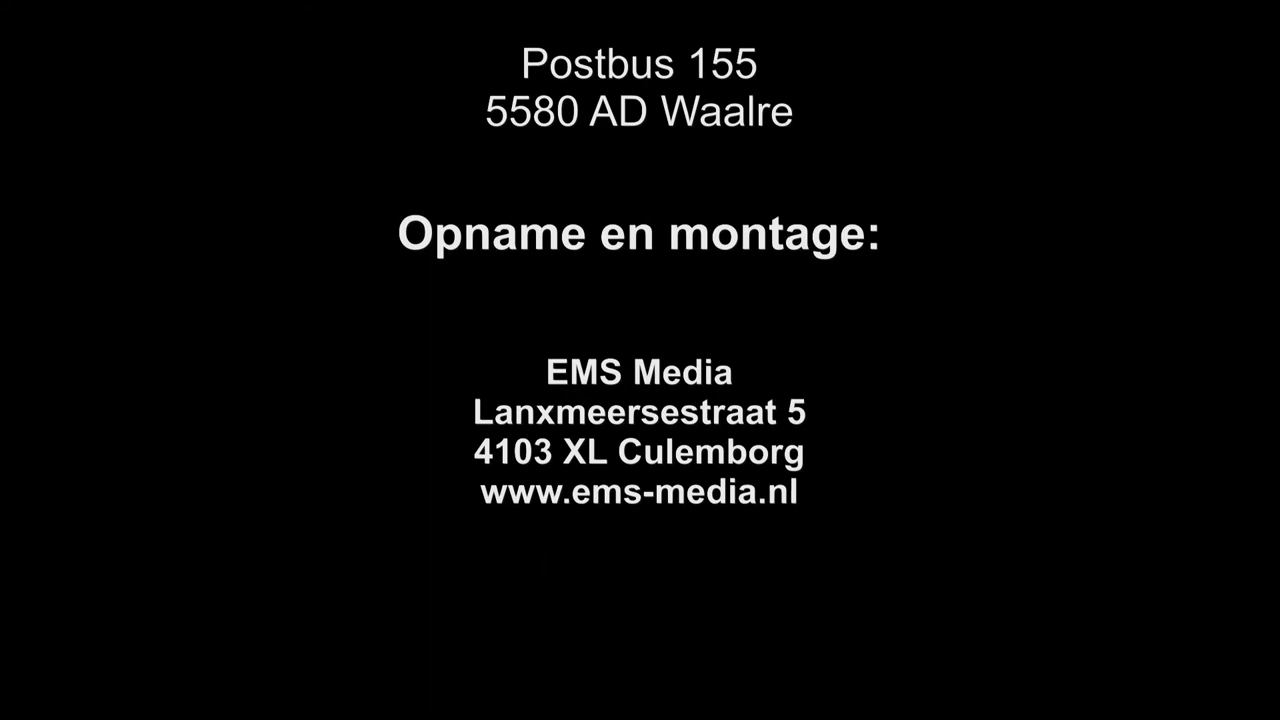 Postbus 155
5580 AD Waalre
Opname en montage:
EMS Media
Lanxmeersestraat 5
4103 XL Culemborg
www.ems-media.nl